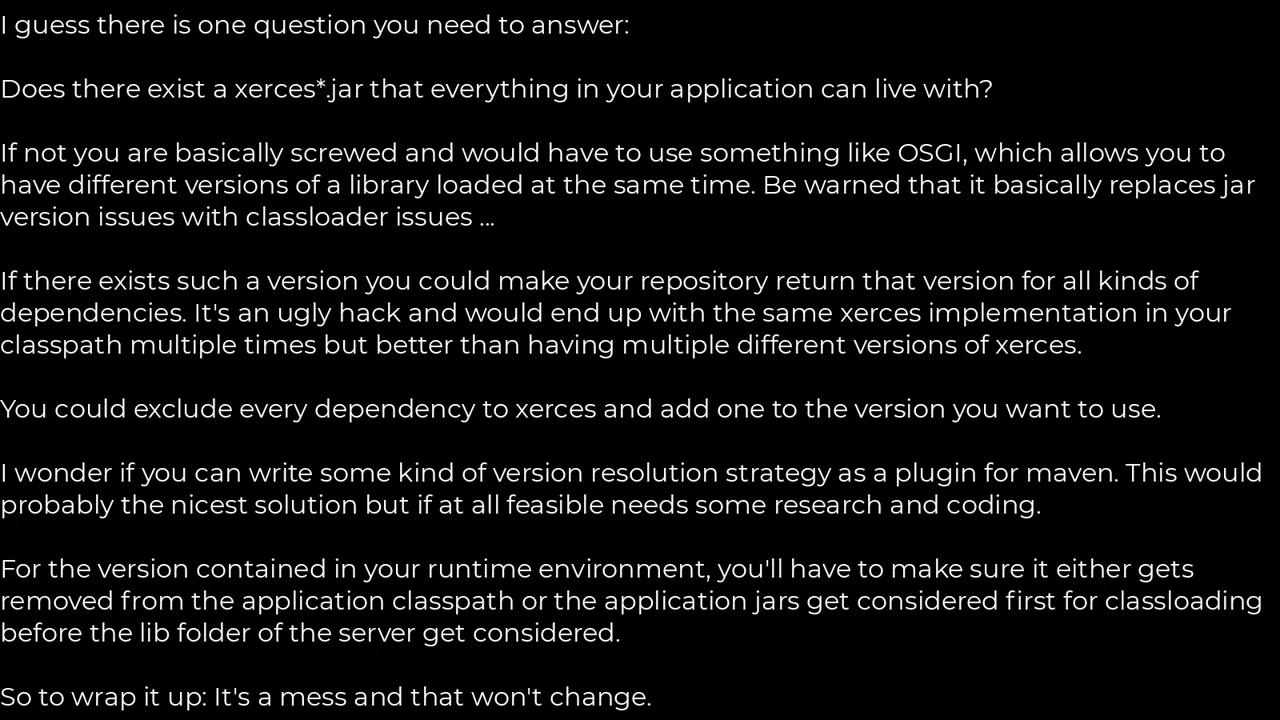 I guess there is one question you need to answer:
Does there exist a xerces*.jar that everything in your application can live with?
If not you are basically screwed and would have to use something like OSGI, which allows you to
have different versions of a library loaded at the same time. Be warned that it basically replaces jar
version issues with classloader issues ...
If there exists such a version you could make your repository return that version for all kinds of
dependencies. It's an ugly hack and would end up with the same xerces implementation in your
classpath multiple times but better than having multiple different versions of xerces.
You could exclude every dependency to xerces and add one to the version you want to use.
I wonder if you can write some kind of version resolution strategy as a plugin for maven. This would
probably the nicest solution but if at all feasible needs some research and coding.
For the version contained in your runtime environment, you'll have to make sure it either gets
removed from the application classpath or the application jars get considered first for classloading
before the lib folder of the server get considered.
So to wrap it up: It's a mess and that won't change.